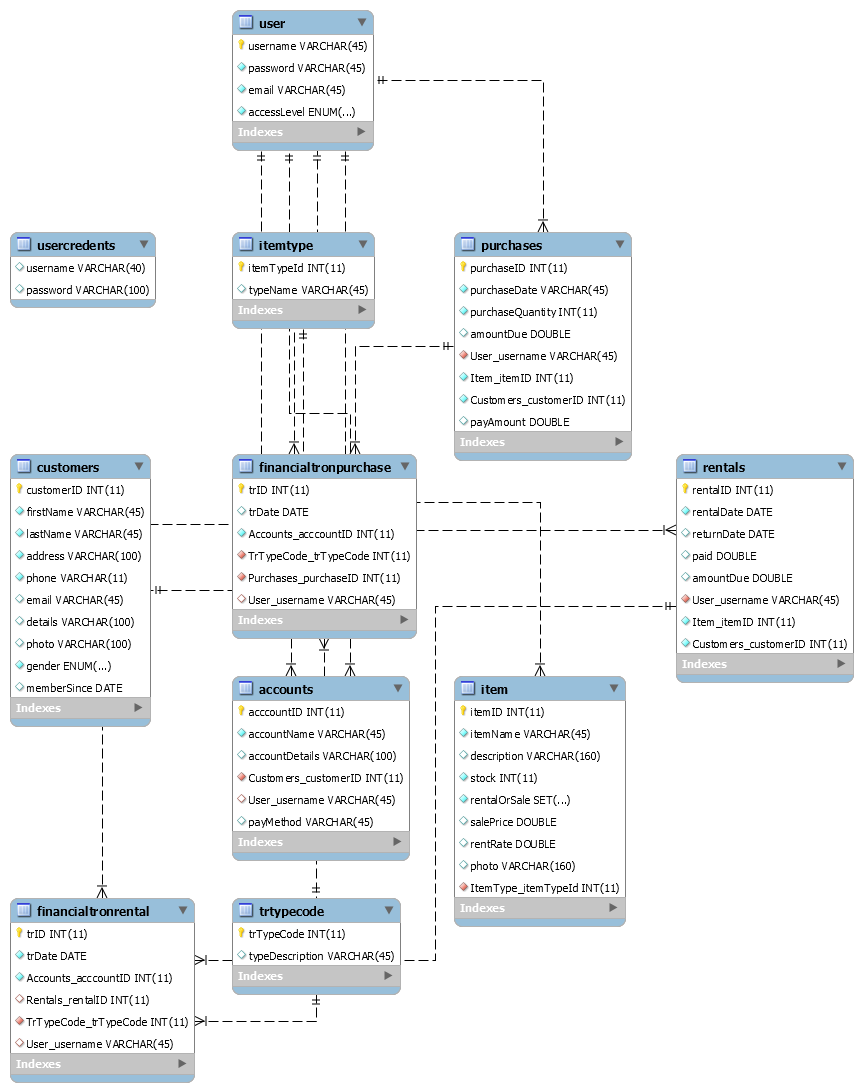 user
username VARCHAR(45)
password VARCHAR(45)
email VARCHAR(45)
accessLevel ENUM(...)
Indexes
usercredents
username VARCHAR(40)
password VARCHAR(100)
itemtype
itemTypeId INT(11)
typeName VARCHAR(45)
Indexes
purchases
purchaseID INT(11)
purchaseDate VARCHAR(45)
purchaseQuantity INT(11)
amountDue DOUBLE
User_username VARCHAR(45)
Item_itemID INT(11)
Customers_customerID INT(11)
payAmount DOUBLE
Indexes
customers
customerID INT(11)
firstName VARCHAR(45)
lastName VARCHAR(45)
address VARCHAR(100)
phone VARCHAR(11)
email VARCHAR(45)
details VARCHAR(100)
photo VARCHAR(100)
gender ENUM(...)
memberSince DATE
Indexes
financialtronpurchase
trID INT(11)
trDate DATE
Accounts_acccountID INT(11)
TrTypeCode_trTypeCode INT(11)
Purchases_purchaseID INT(11)
User_username VARCHAR(45)
Indexes
rentals
rentalID INT(11)
rentalDate DATE
returnDate DATE
paid DOUBLE
amountDue DOUBLE
User_username VARCHAR(45)
Item_itemID INT(11)
Customers_customerID INT(11)
Indexes
accounts
acccountID INT(11)
accountName VARCHAR(45)
accountDetails VARCHAR(100)
Customers_customerID INT(11)
User_username VARCHAR(45)
payMethod VARCHAR(45)
Indexes
item
itemID INT(11)
itemName VARCHAR(45)
description VARCHAR(160)
stock INT(11)
rentalOrSale SET(...)
salePrice DOUBLE
rentRate DOUBLE
photo VARCHAR(160)
ItemType_itemTypeId INT(11)
Indexes
financialtronrental
trID INT(11)
trDate DATE
Accounts_acccountID INT(11)
Rentals_rentalID INT(11)
TrTypeCode_trTypeCode INT(11)
User_username VARCHAR(45)
Indexes
trtypecode
trTypeCode INT(11)
typeDescription VARCHAR(45)
Indexes